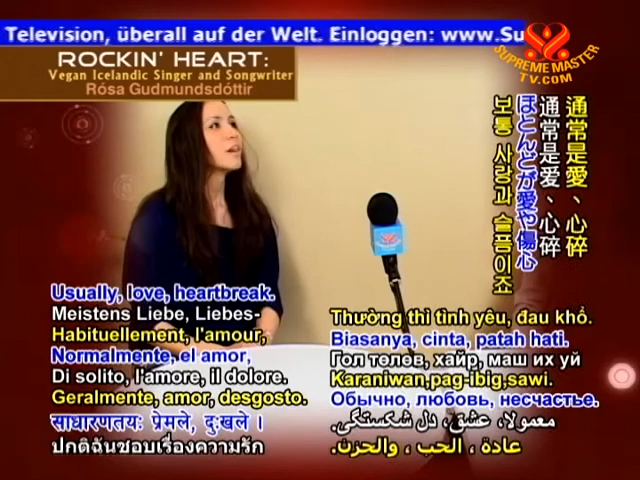 Television, überall auf der Welt. Einloggen: www.Su
SUPREME MASTER
TV.COM
ROCKIN' HEART:
Vegan Icelandic Singer and Songwriter
Rósa Gudmundsdóttir
通常是愛、心碎
通常是爱、心碎
ほとんどが愛や傷心
보통 사랑과 슬픔이죠
Usually, love, heartbreak.
Meistens Liebe, Liebes-
Habituellement, l'amour,
Normalmente, el amor,
Di solito, l'amore, il dolore.
Geralmente, amor, desgosto.
साधारणतयः प्रेमले, दुःखले ।
ปกติฉันชอบเรื่องความรัก
Thường thì tình yêu, đau khổ.
Biasanya, cinta, patah hati.
Гол төлөв, хайр, маш их уй
Karaniwan,pag-ibig,sawi.
Обычно, любовь, несчастье.
معمولا، عشق، دل شکستگی.
عادة ، الحب ، والحزن.